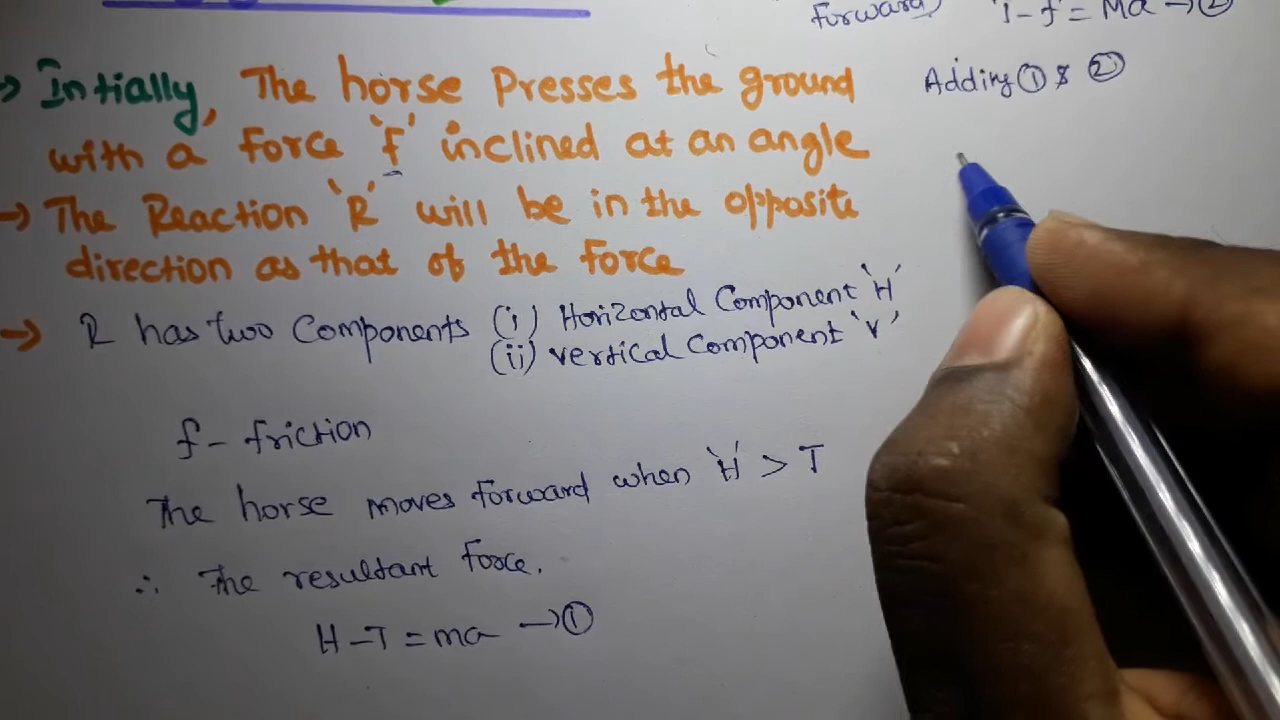 → Initially, The horse Presses the ground
with a force 'f' inclined at an angle
→ The Reaction 'R' will be in the opposite
direction as that of the force
→ R has two Components (i) Horizontal Component 'H'
(ii) vertical Component 'V'
f - friction
The horse moves forward when 'H' > T
∴ The resultant force.
H - T = ma → ①
forward, T - f = Ma → ②
Adding ① & ②